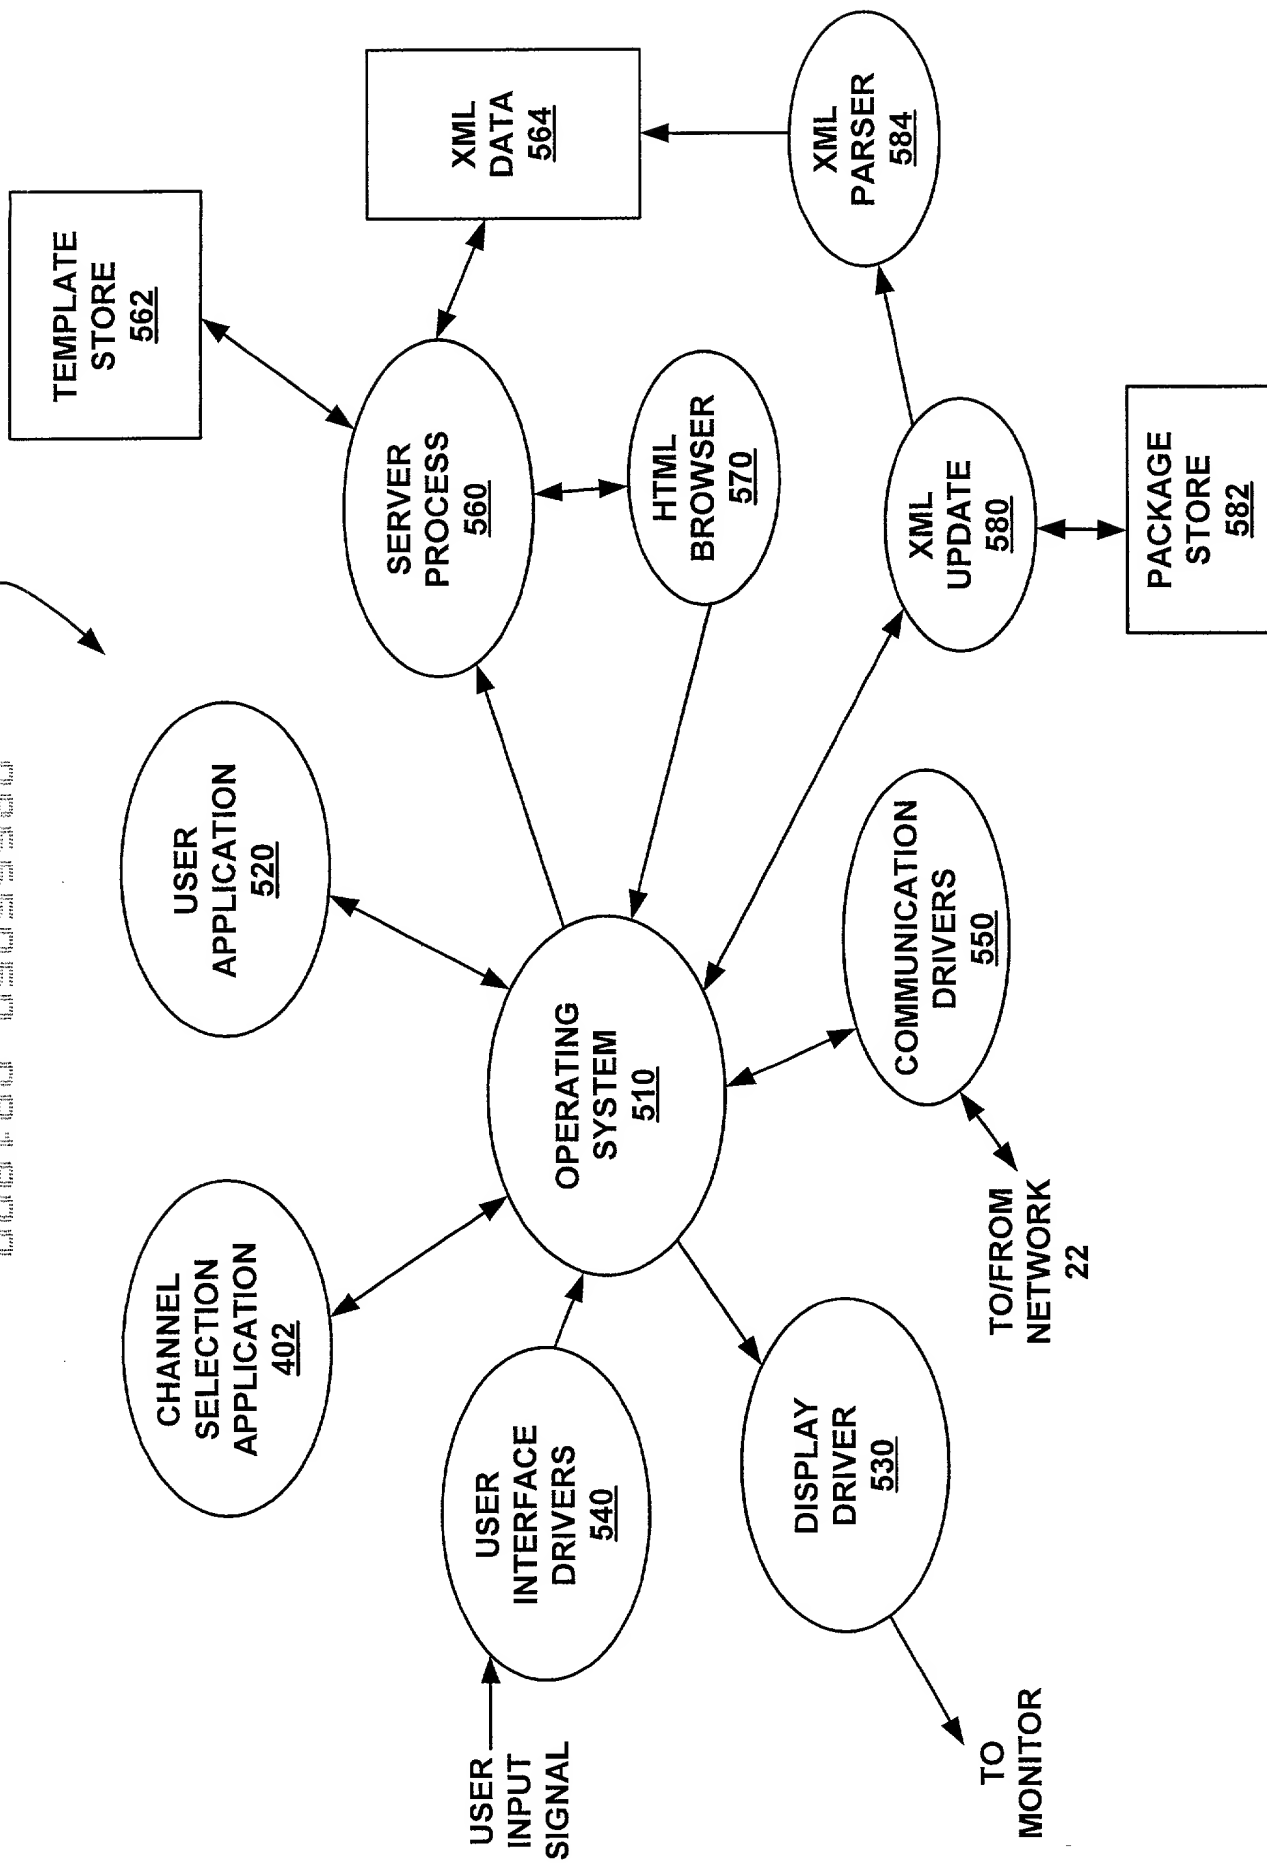 TEMPLATE
STORE
562
XML
DATA
564
XML
PARSER
584
SERVER
PROCESS
560
HTML
BROWSER
570
XML
UPDATE
580
PACKAGE
STORE
582
USER
APPLICATION
520
OPERATING
SYSTEM
510
COMMUNICATION
DRIVERS
550
CHANNEL
SELECTION
APPLICATION
402
USER
INTERFACE
DRIVERS
540
DISPLAY
DRIVER
530
TO/FROM
NETWORK
22
USER
INPUT
SIGNAL
TO
MONITOR